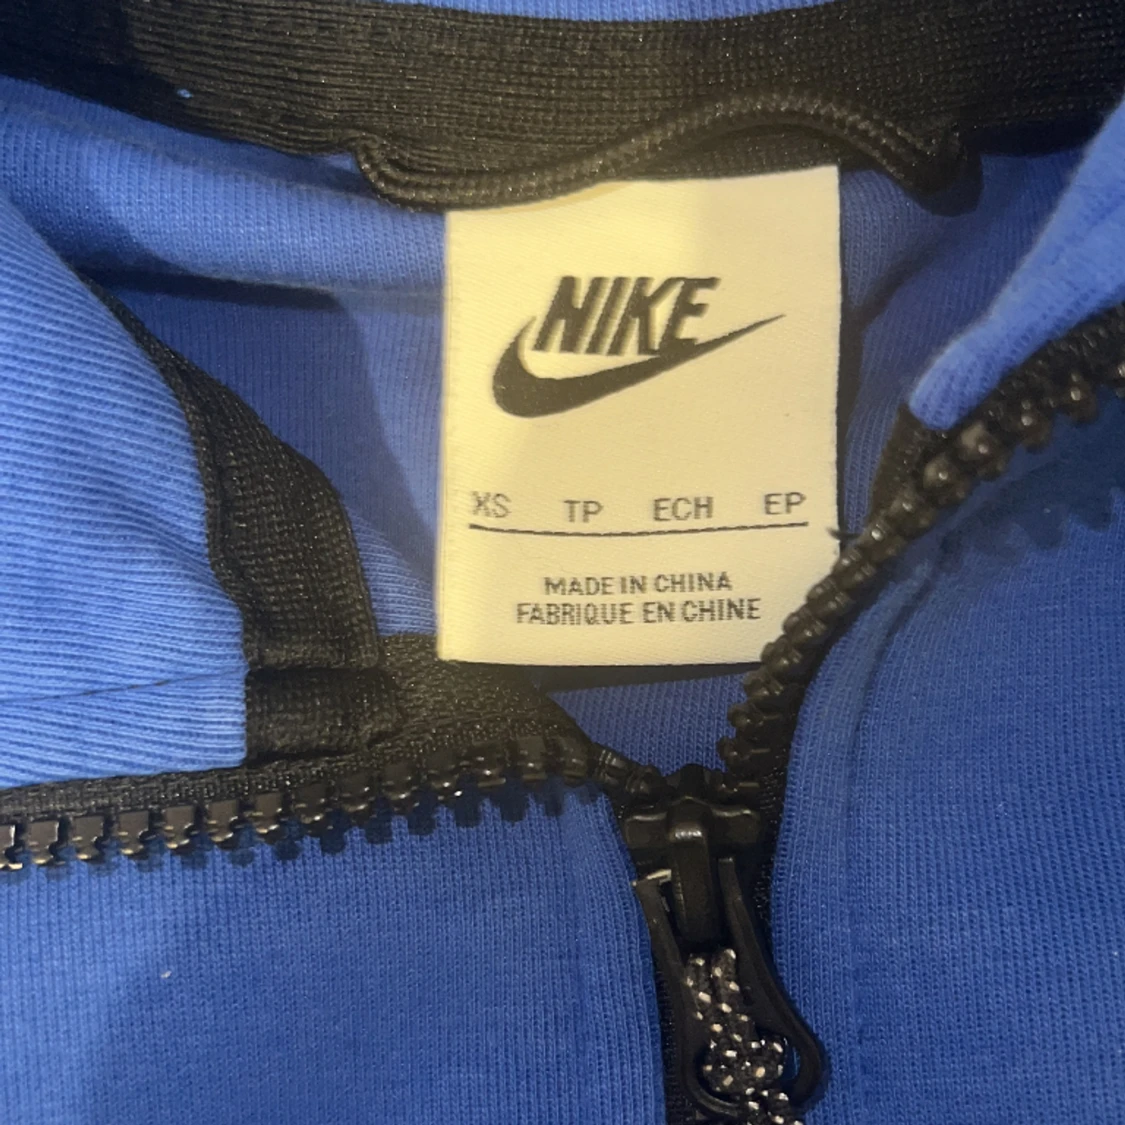 NIKE
XS TP ECH EP
MADE IN CHINA
FABRIQUE EN CHINE